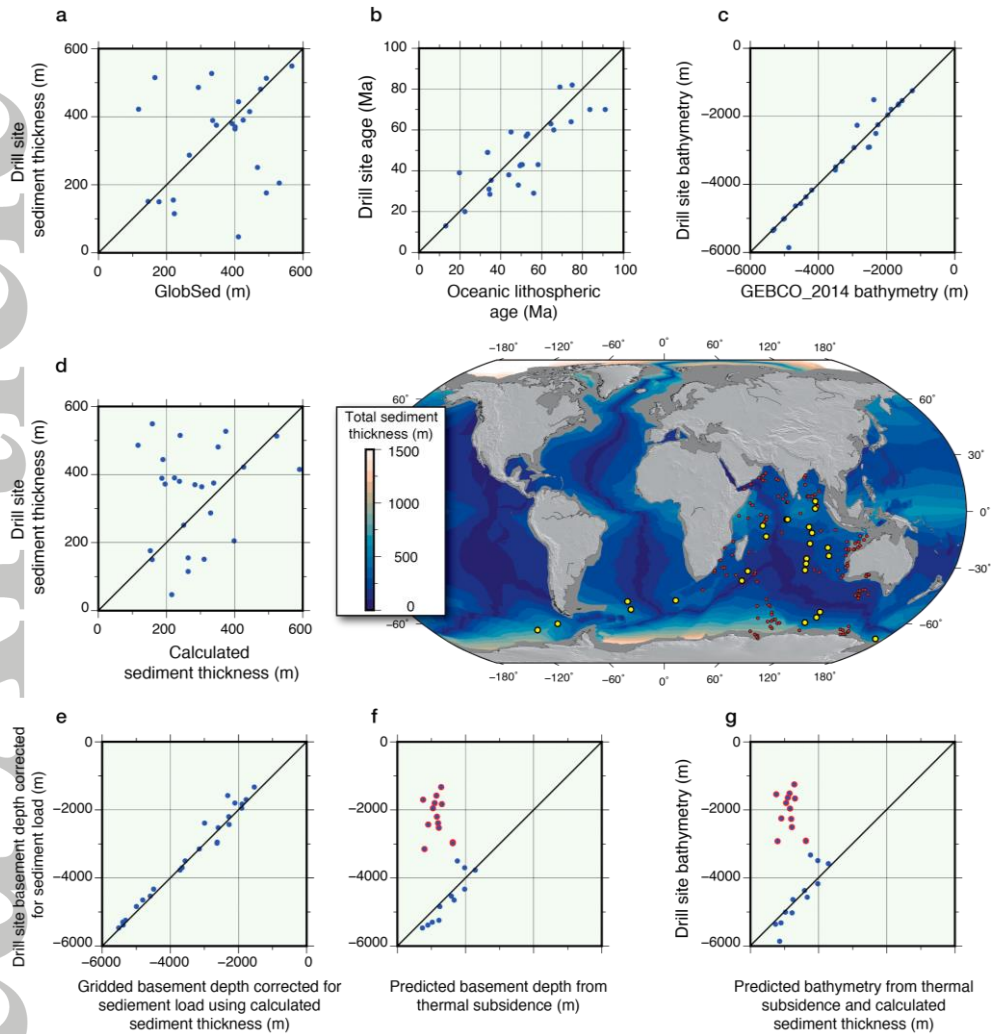 a
600
400
200
0
0
200
400
600
Drill site
sediment thickness (m)
GlobSed (m)
b
100
80
60
40
20
0
0
20
40
60
80
100
Drill site age (Ma)
Oceanic lithospheric
age (Ma)
c
0
−2000
−4000
−6000
−6000
−4000
−2000
0
Drill site bathymetry (m)
GEBCO_2014 bathymetry (m)
d
600
400
200
0
0
200
400
600
Drill site
sediment thickness (m)
Calculated
sediment thickness (m)
−180˚
−120˚
−60˚
0˚
60˚
120˚
180˚
60˚
60˚
30˚
0˚
−30˚
−60˚
−60˚
−180˚
−120˚
−60˚
0˚
60˚
120˚
180˚
Total sediment
thickness (m)
1500
1000
500
0
e
0
−2000
−4000
−6000
−6000
−4000
−2000
0
Drill site basement depth corrected
for sediment load (m)
Gridded basement depth corrected for
sediement load using calculated
sediment thickness (m)
f
0
−2000
−4000
−6000
Predicted basement depth from
thermal subsidence (m)
g
0
−2000
−4000
−6000
Drill site bathymetry (m)
Predicted bathymetry from thermal
subsidence and calculated
sediment thickness (m)